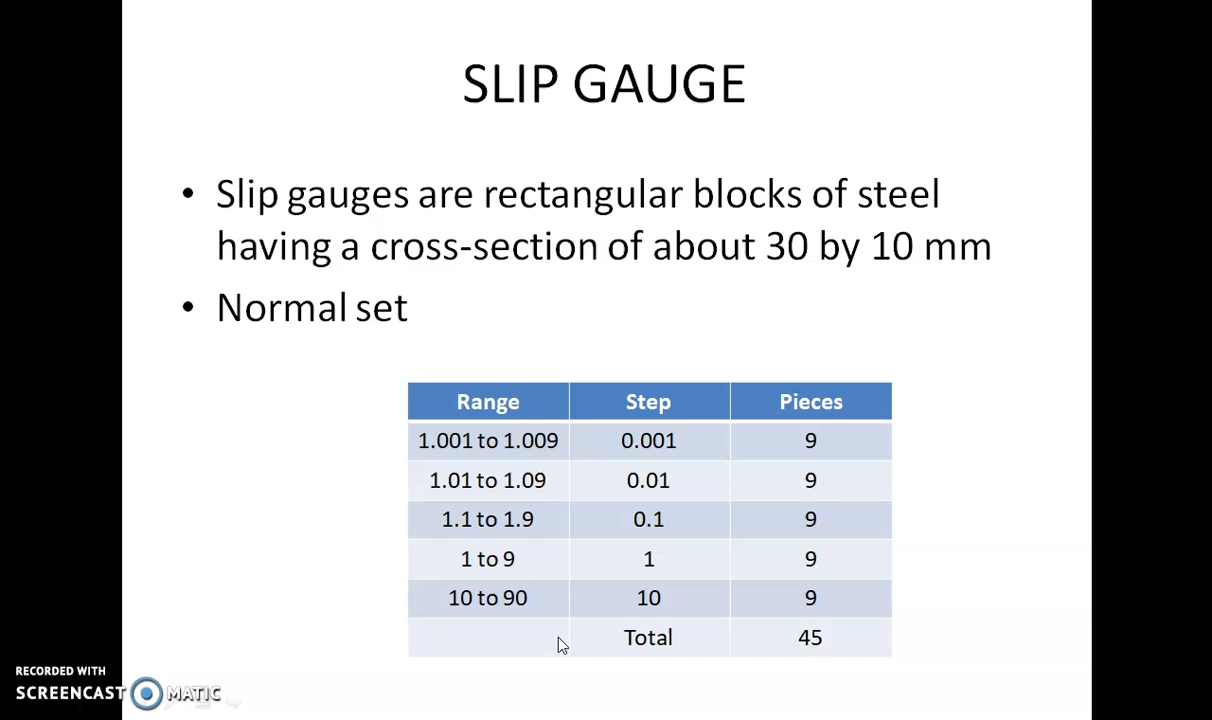 SLIP GAUGE
• Slip gauges are rectangular blocks of steel
having a cross-section of about 30 by 10 mm
• Normal set
Range Step Pieces
1.001 to 1.009 0.001 9
1.01 to 1.09 0.01 9
1.1 to 1.9 0.1 9
1 to 9 1 9
10 to 90 10 9
Total 45
RECORDED WITH
SCREENCAST MATIC